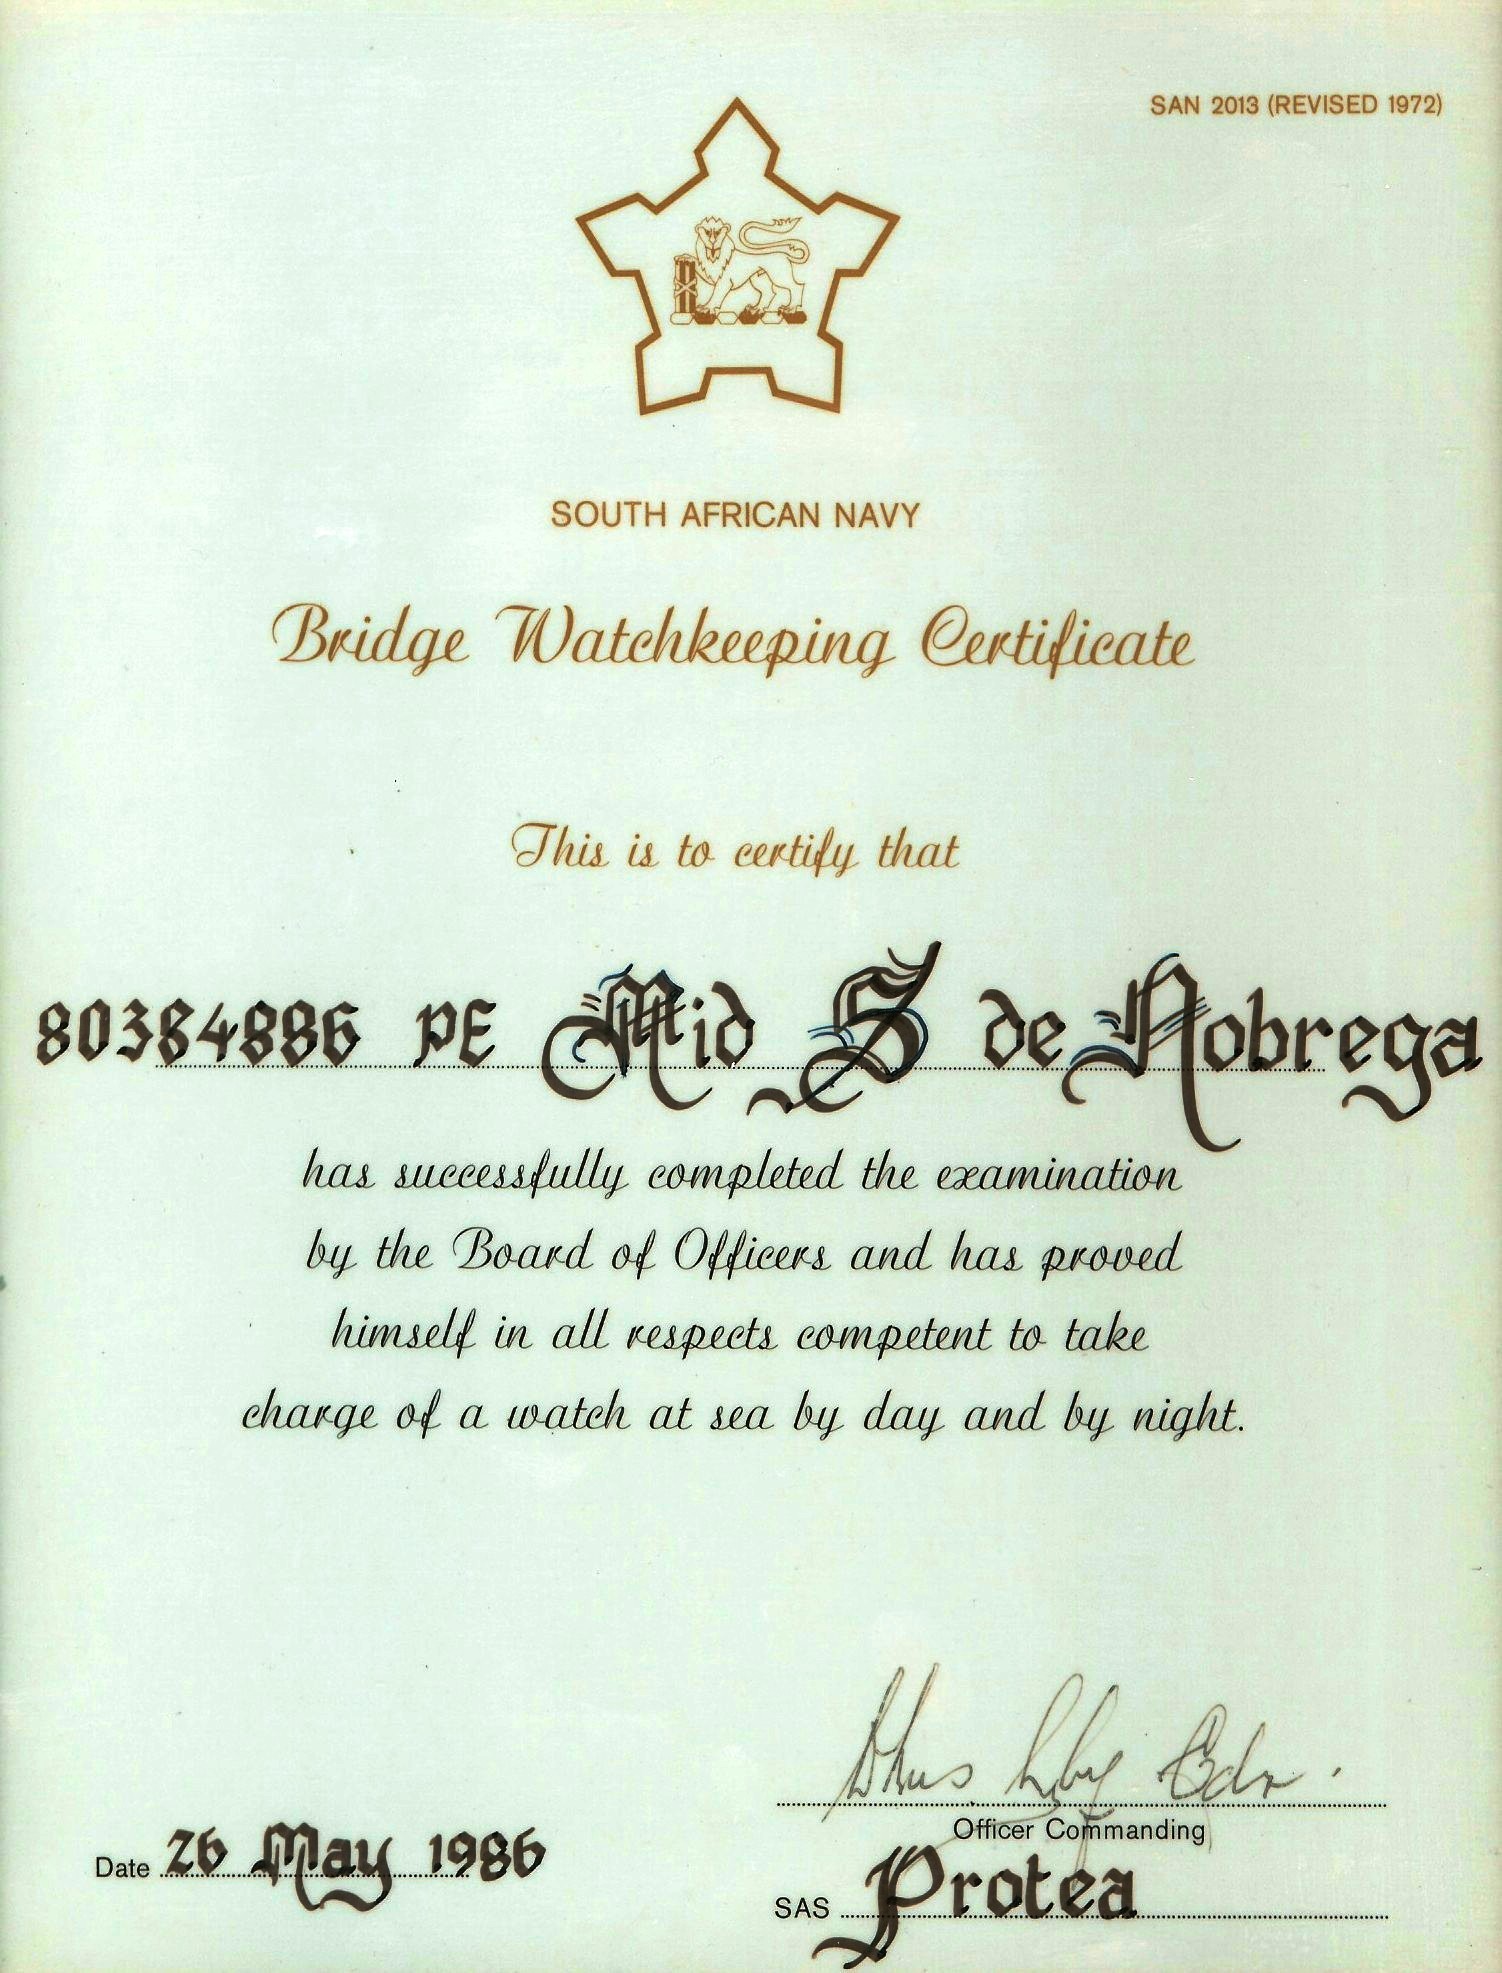 SAN 2013 (REVISED 1972)
SOUTH AFRICAN NAVY
Bridge Watchkeeping Certificate
This is to certify that
80384886 PE Mid S de Nobrega
has successfully completed the examination
by the Board of Officers and has proved
himself in all respects competent to take
charge of a watch at sea by day and by night.
Cdr.
Officer Commanding
Date 26 May 1986
SAS Protea